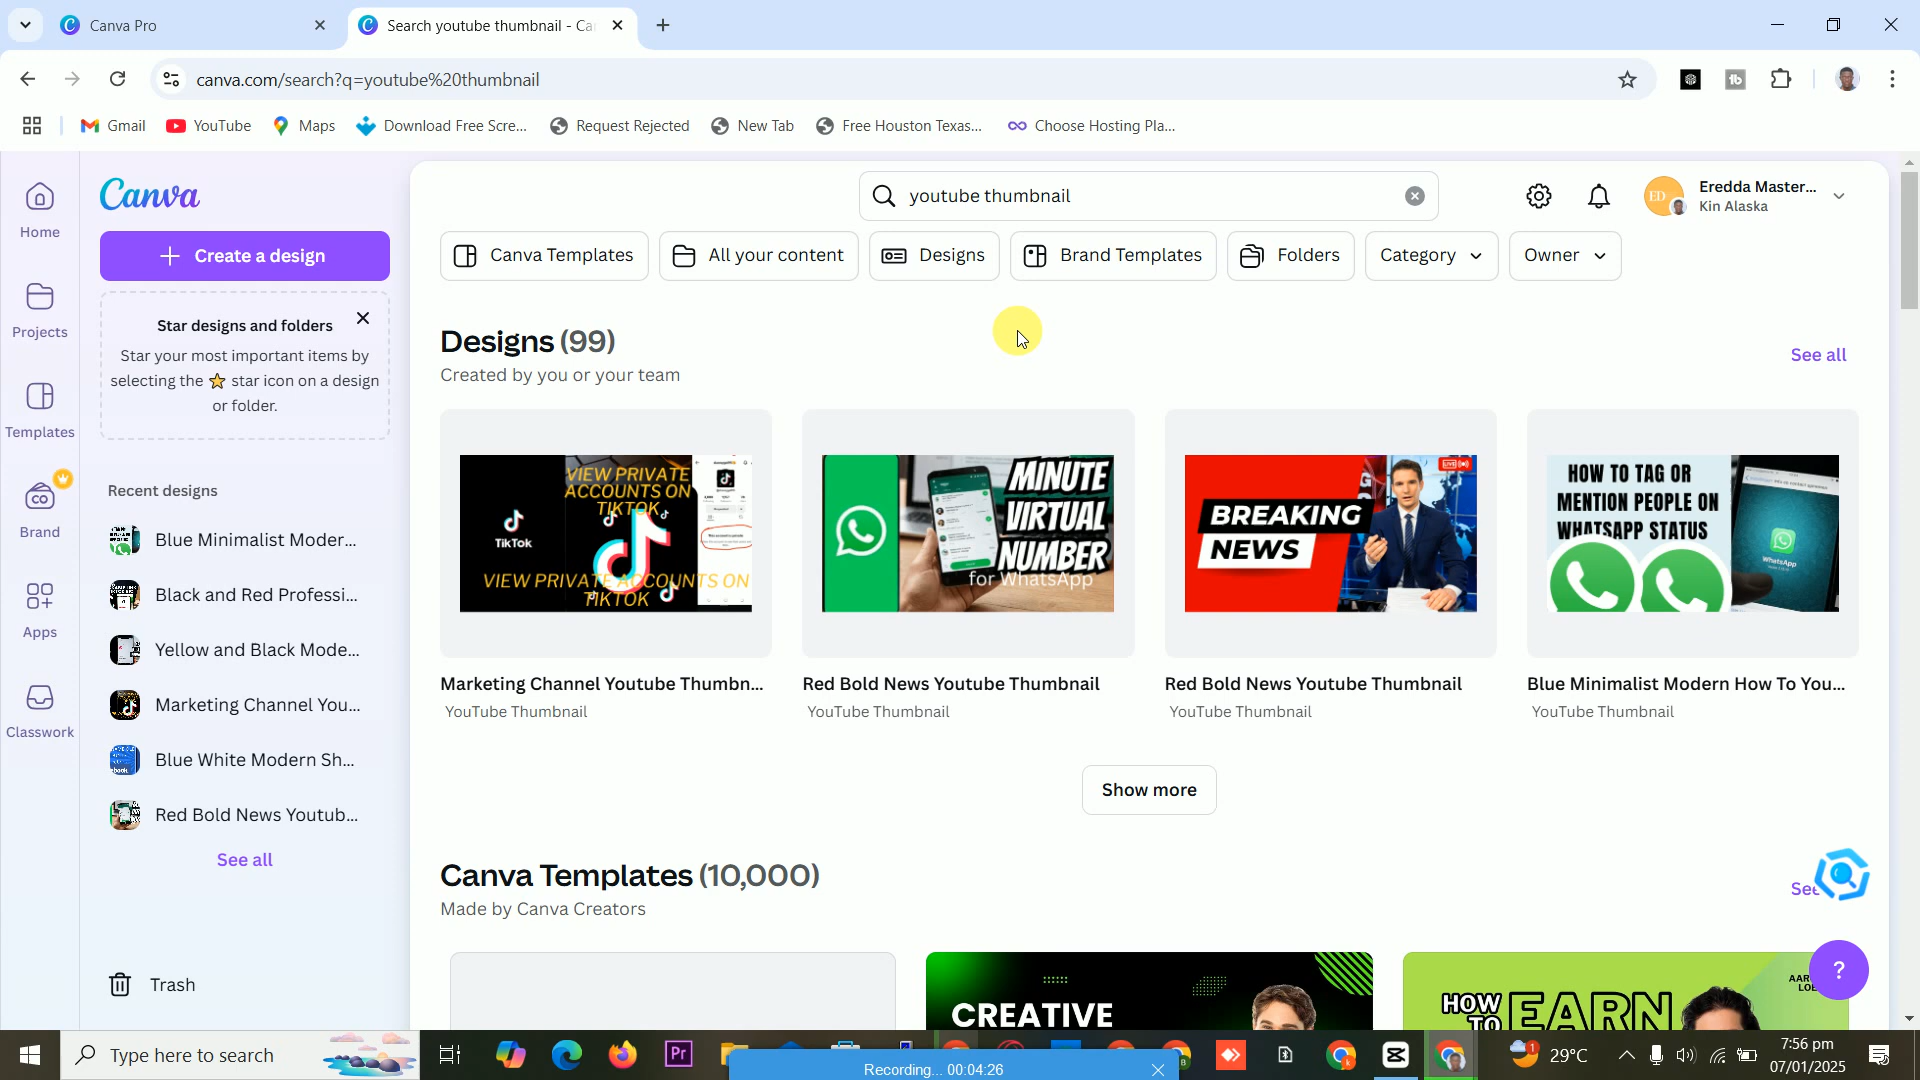 Canva Pro
Search youtube thumbnail - Ca
canva.com/search?q=youtube%20thumbnail
Gmail
YouTube
Maps
Download Free Scre...
Request Rejected
New Tab
Free Houston Texas...
Choose Hosting Pla...
Canva
Create a design
Star designs and folders
Star your most important items by
selecting the ⭐ star icon on a design
or folder.
Home
Projects
Templates
Brand
Apps
Classwork
Recent designs
Blue Minimalist Moder...
Black and Red Professi...
Yellow and Black Mode...
Marketing Channel You...
Blue White Modern Sh...
Red Bold News Youtub...
See all
Trash
youtube thumbnail
ED
Eredda Master...
Kin Alaska
Canva Templates
All your content
Designs
Brand Templates
Folders
Category
Owner
Designs (99)
Created by you or your team
See all
VIEW PRIVATE
ACCOUNTS ON
TIKTOK
TikTok
VIEW PRIVATE ACCOUNTS ON
TIKTOK
MINUTE
VIRTUAL
NUMBER
for WhatsApp
LIVE
BREAKING
NEWS
HOW TO TAG OR
MENTION PEOPLE ON
WHATSAPP STATUS
WhatsApp
Marketing Channel Youtube Thumbn...
YouTube Thumbnail
Red Bold News Youtube Thumbnail
YouTube Thumbnail
Red Bold News Youtube Thumbnail
YouTube Thumbnail
Blue Minimalist Modern How To You...
YouTube Thumbnail
Show more
Canva Templates (10,000)
Made by Canva Creators
See
CREATIVE
HOW
TO
EARN
AAR
LOE
?
Type here to search
Pr
Recording... 00:04:26
1
29°C
7:56 pm
07/01/2025